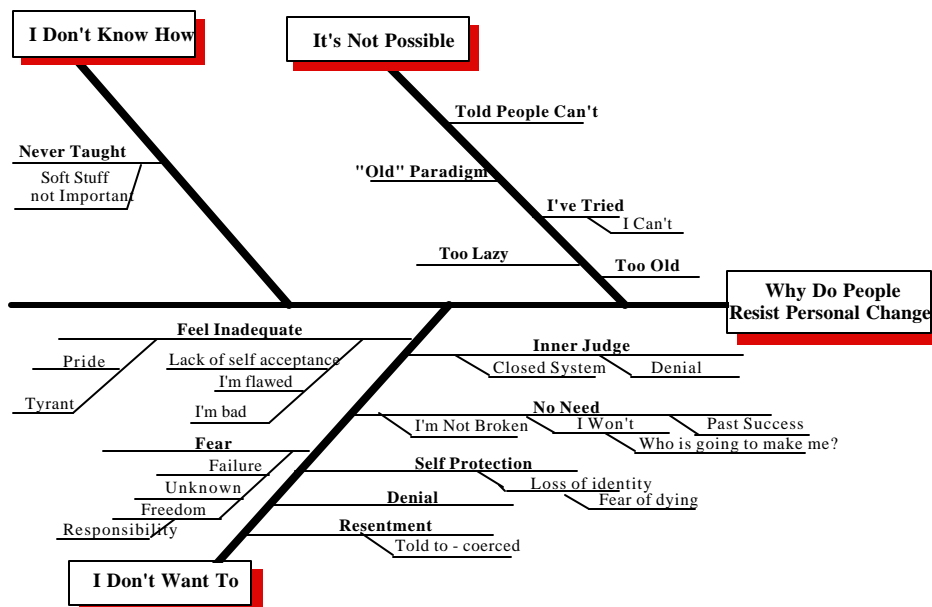 I Don't Know How
It's Not Possible
Told People Can't
Never Taught
Soft Stuff
not Important
"Old" Paradigm
I've Tried
I Can't
Too Lazy
Too Old
Why Do People
Resist Personal Change
Feel Inadequate
Pride
Lack of self acceptance
I'm flawed
Tyrant
I'm bad
Inner Judge
Closed System
Denial
No Need
I'm Not Broken
I Won't
Past Success
Who is going to make me?
Fear
Failure
Unknown
Freedom
Responsibility
Self Protection
Loss of identity
Fear of dying
Denial
Resentment
Told to - coerced
I Don't Want To